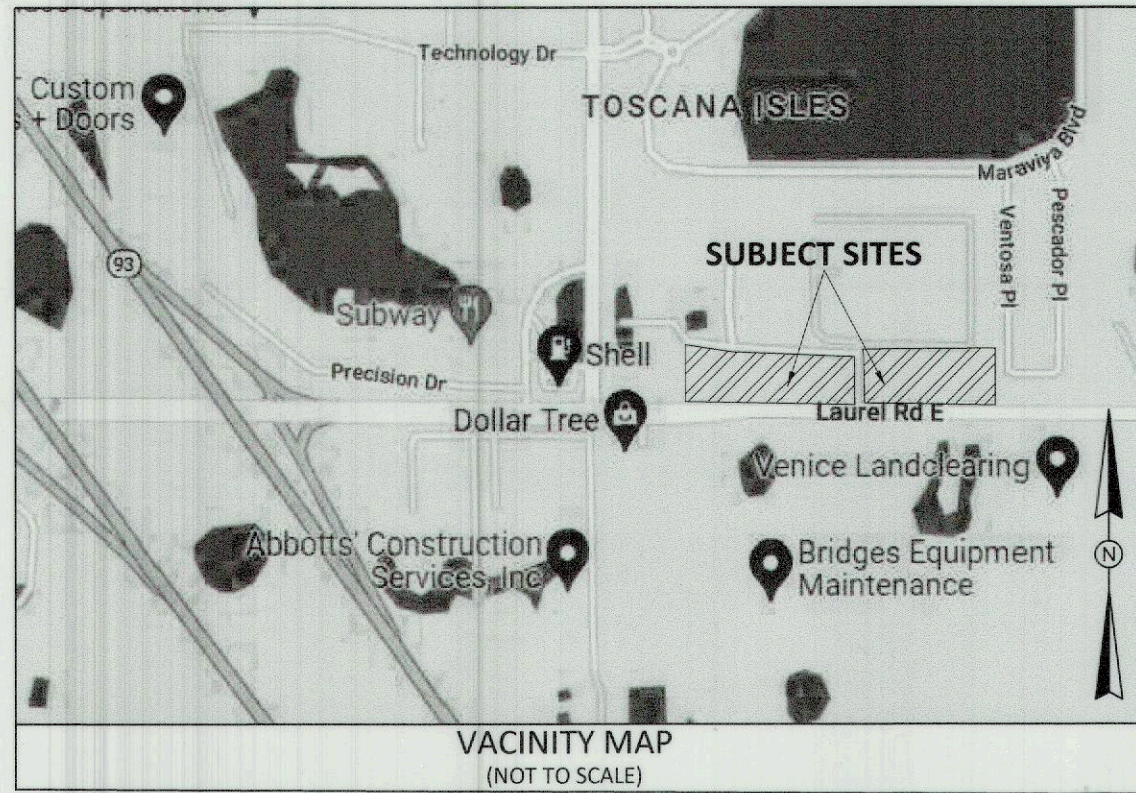 Technology Dr
Custom
+ Doors
TOSCANA ISLES
Maraviya Blvd
Ventosa Pl
Pescador Pl
SUBJECT SITES
93
Subway
Shell
Precision Dr
Dollar Tree
Laurel Rd E
Venice Landclearing
Abbotts' Construction
Services, Inc
Bridges Equipment
Maintenance
N
VACINITY MAP
(NOT TO SCALE)